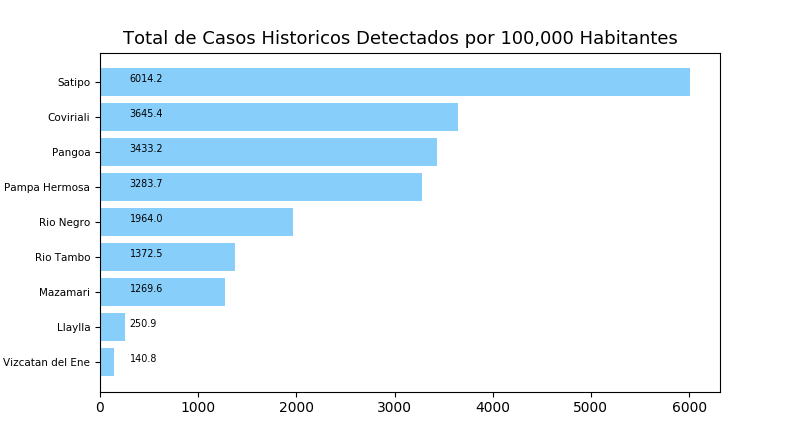 Total de Casos Historicos Detectados por 100,000 Habitantes
Satipo 6014.2
Coviriali 3645.4
Pangoa 3433.2
Pampa Hermosa 3283.7
Rio Negro 1964.0
Rio Tambo 1372.5
Mazamari 1269.6
Llaylla 250.9
Vizcatan del Ene 140.8
0 1000 2000 3000 4000 5000 6000